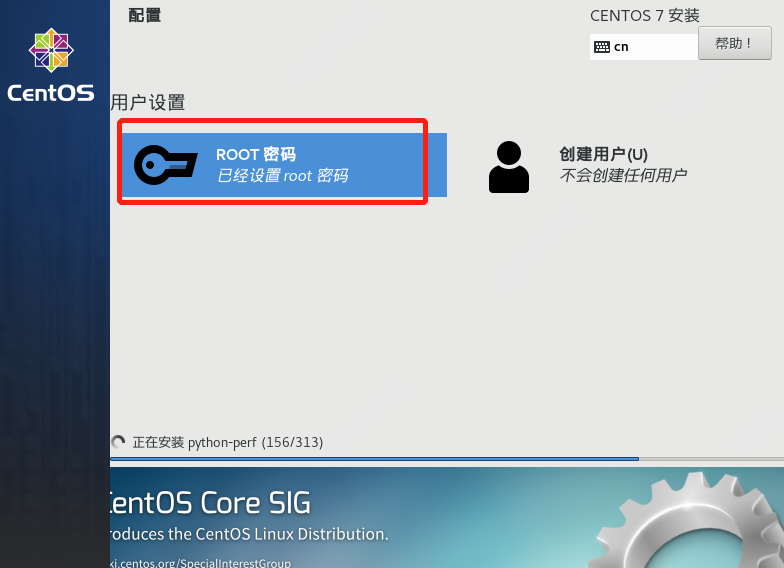 配置
CENTOS 7 安装
cn
帮助！
CentOS
用户设置
ROOT 密码
已经设置 root 密码
创建用户(U)
不会创建任何用户
正在安装 python-perf (156/313)
CentOS Core SIG
roduces the CentOS Linux Distribution.
ki.centos.org/SpecialInterestGroup